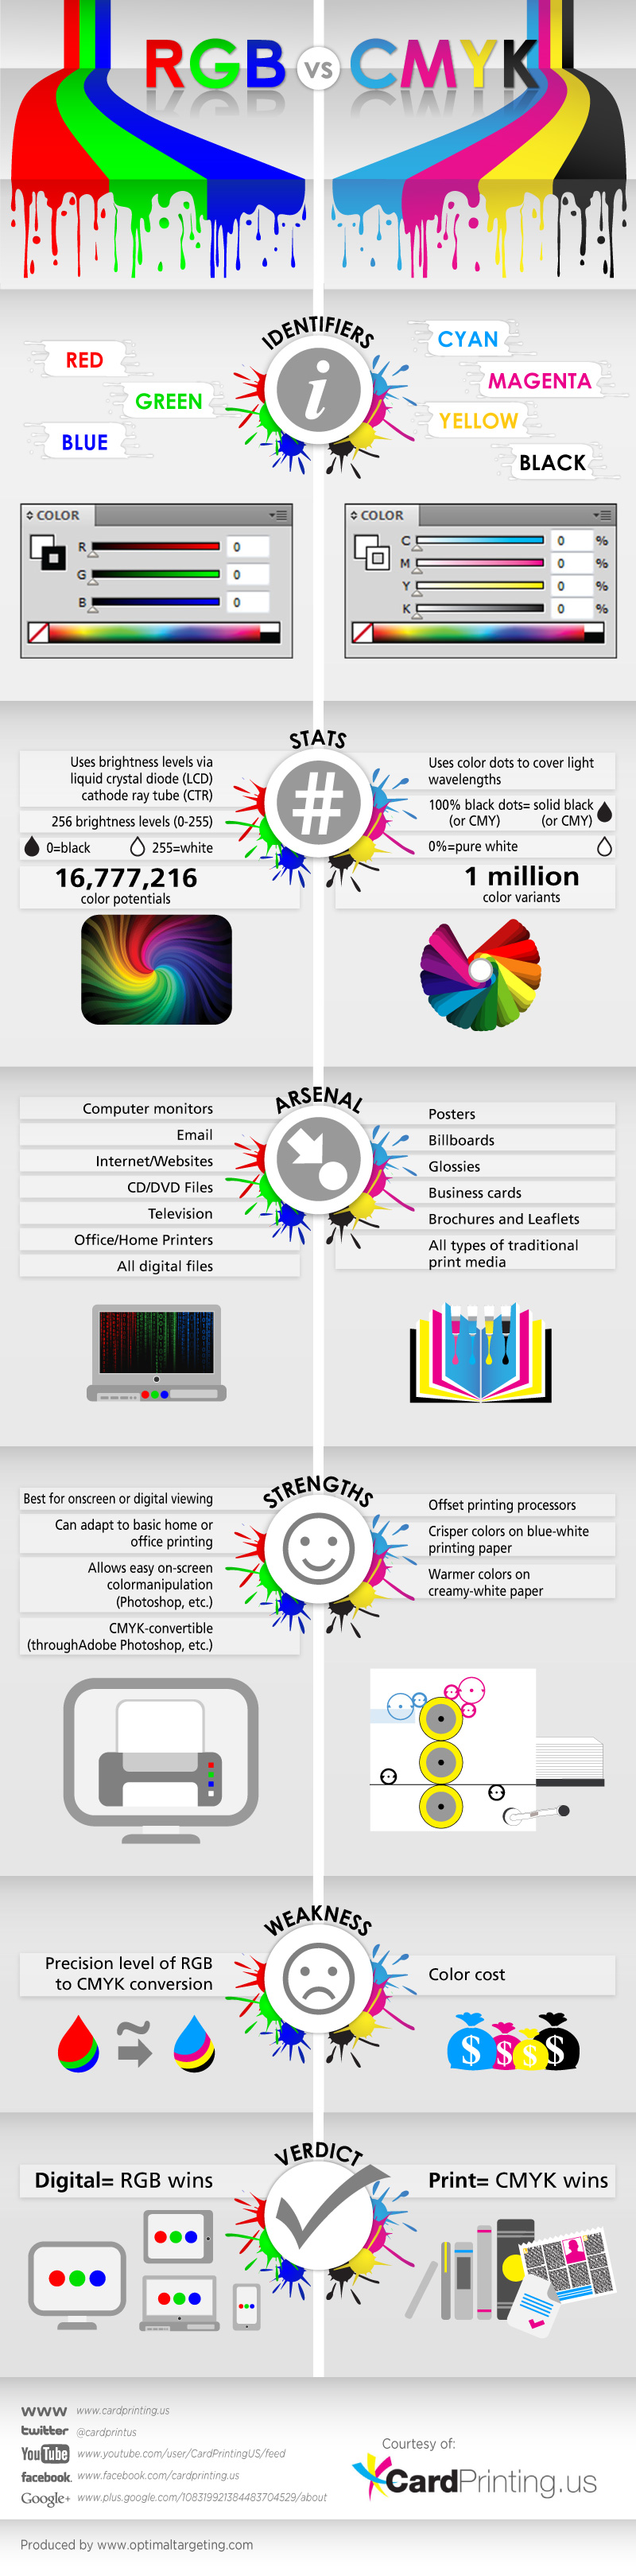 RGB vs CMYK
IDENTIFIERS
RED
GREEN
BLUE
CYAN
MAGENTA
YELLOW
BLACK
COLOR
R 0
G 0
B 0
COLOR
C 0 %
M 0 %
Y 0 %
K 0 %
STATS
Uses brightness levels via
liquid crystal diode (LCD)
cathode ray tube (CTR)
256 brightness levels (0-255)
0=black 255=white
16,777,216
color potentials
Uses color dots to cover light
wavelengths
100% black dots= solid black
(or CMY) (or CMY)
0%=pure white
1 million
color variants
ARSENAL
Computer monitors
Email
Internet/Websites
CD/DVD Files
Television
Office/Home Printers
All digital files
Posters
Billboards
Glossies
Business cards
Brochures and Leaflets
All types of traditional
print media
STRENGTHS
Best for onscreen or digital viewing
Can adapt to basic home or
office printing
Allows easy on-screen
colormanipulation
(Photoshop, etc.)
CMYK-convertible
(throughAdobe Photoshop, etc.)
Offset printing processors
Crisper colors on blue-white
printing paper
Warmer colors on
creamy-white paper
WEAKNESS
Precision level of RGB
to CMYK conversion
Color cost
$ $ $ $
VERDICT
Digital= RGB wins
Print= CMYK wins
www www.cardprinting.us
twitter @cardprintus
YouTube www.youtube.com/user/CardPrintingUS/feed
facebook. www.facebook.com/cardprinting.us
Google+ www.plus.google.com/108319921384483704529/about
Courtesy of:
CardPrinting.us
Produced by www.optimaltargeting.com